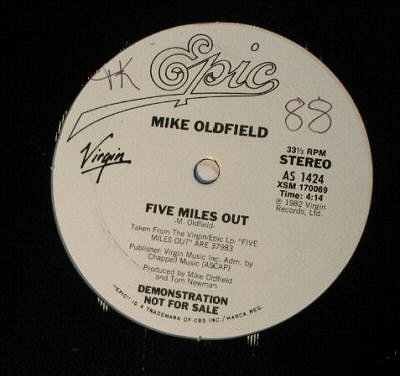 Epic
HK
MIKE OLDFIELD
88
Virgin
33⅓ RPM
STEREO
AS 1424
XSM 170069
Time: 4:14
℗ 1982 Virgin
Records, Ltd.
FIVE MILES OUT
-M. Oldfield-
Taken From The Virgin/Epic Lp: "FIVE
MILES OUT" ARE 37983
Publisher: Virgin Music Inc. Adm. by
Chappell Music (ASCAP)
Produced by Mike Oldfield
and Tom Newman
DEMONSTRATION
NOT FOR SALE
"EPIC" IS A TRADEMARK OF CBS INC./MARCA REG.